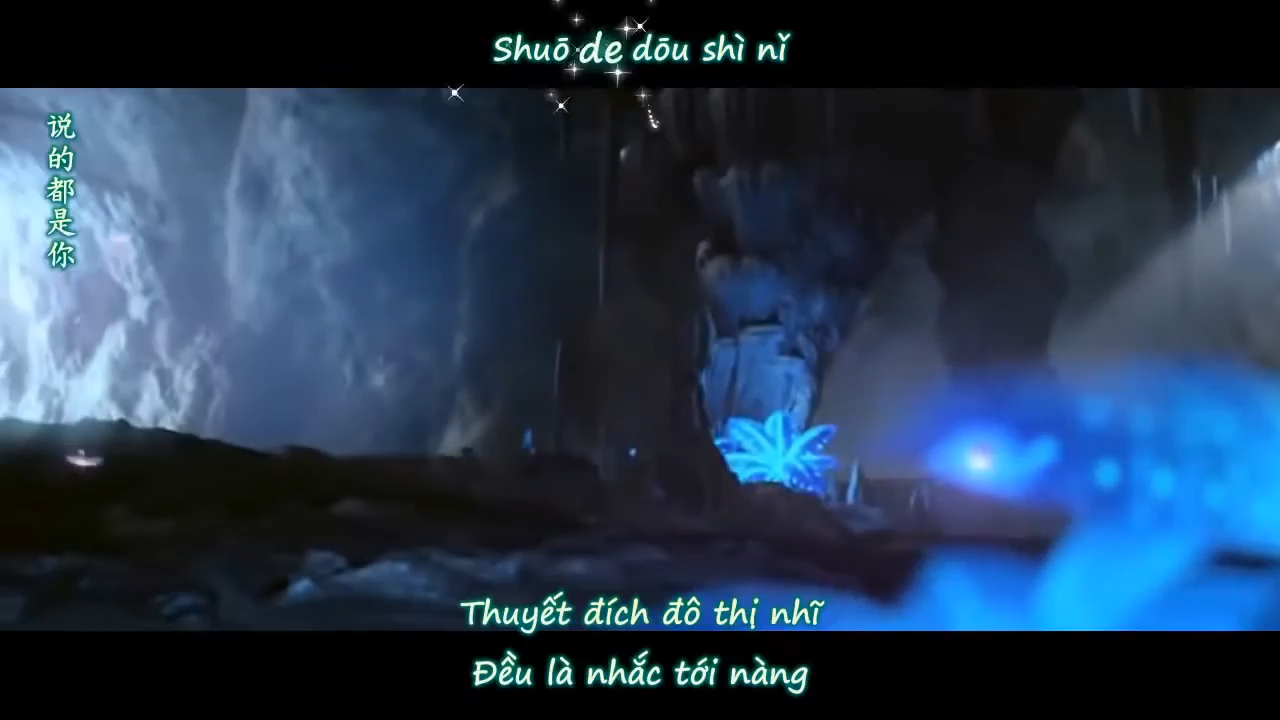 Shuō de dōu shì nǐ
说的都是你
Thuyết đích đô thị nhĩ
Đều là nhắc tới nàng